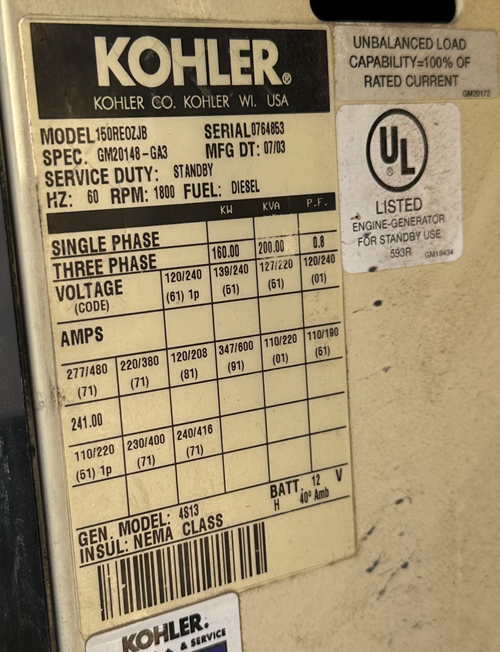 KOHLER®
KOHLER CO. KOHLER WI. USA
MODEL 150REOZJB SERIAL 0764853
SPEC. GM20148-GA3 MFG DT: 07/03
SERVICE DUTY: STANDBY
HZ: 60 RPM: 1800 FUEL: DIESEL
KW KVA P.F.
SINGLE PHASE
THREE PHASE 160.00 200.00 0.8
VOLTAGE 120/240 139/240 127/220 120/240
(CODE) (61) 1p (61) (61) (01)
AMPS
277/480 220/380 120/208 347/600 110/220 110/190
(71) (71) (81) (91) (01) (61)
241.00
110/220 230/400 240/416
(61) 1p (71) (71)
GEN. MODEL: 4S13 BATT. 12 V
INSUL: NEMA CLASS H 40° Amb
UNBALANCED LOAD
CAPABILITY=100% OF
RATED CURRENT
GM20172
UL
®
LISTED
ENGINE-GENERATOR
FOR STANDBY USE
593R GM18434
KOHLER®
& SERVICE